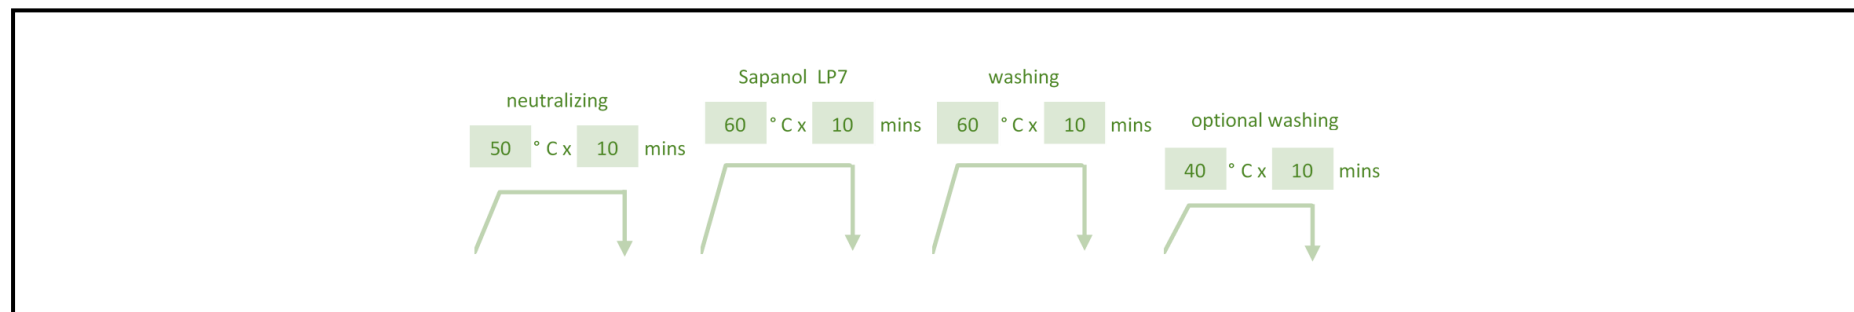 neutralizing
50 ° C x 10 mins
Sapanol LP7
60 ° C x 10 mins
washing
60 ° C x 10 mins
optional washing
40 ° C x 10 mins